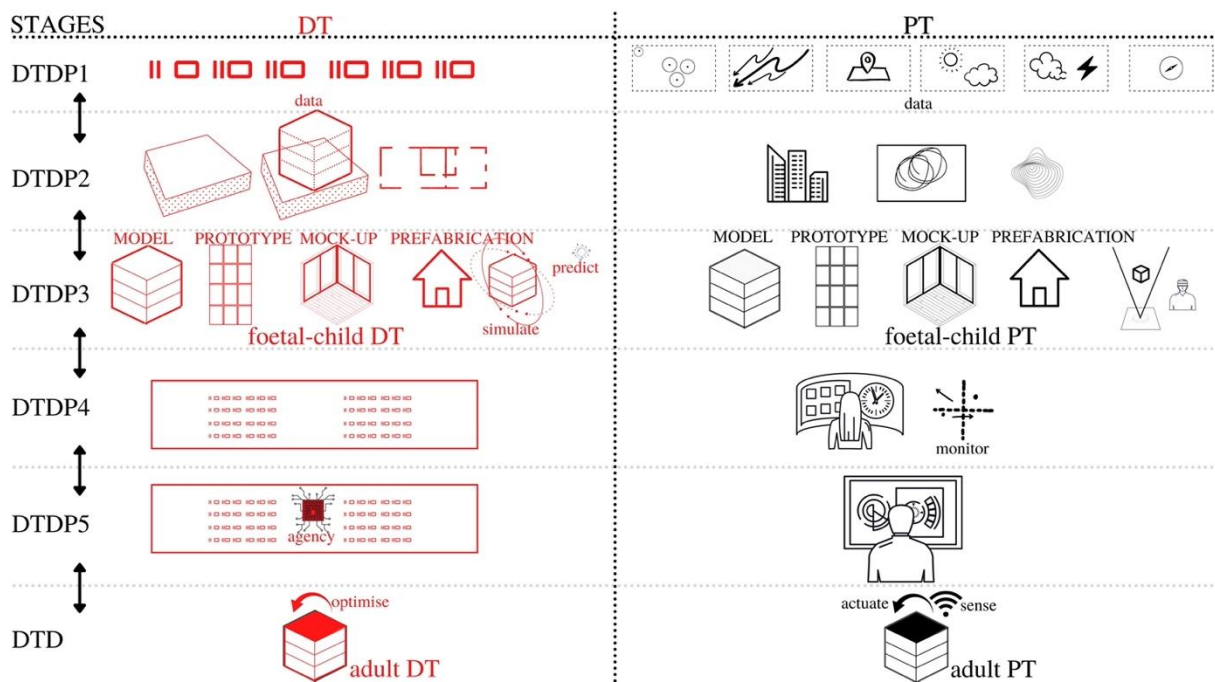 STAGES DT PT
DTDP1
data
data
DTDP2
DTDP3
MODEL PROTOTYPE MOCK-UP PREFABRICATION
predict
simulate
foetal-child DT
MODEL PROTOTYPE MOCK-UP PREFABRICATION
foetal-child PT
DTDP4
monitor
DTDP5
agency
DTD
optimise
adult DT
actuate sense
adult PT